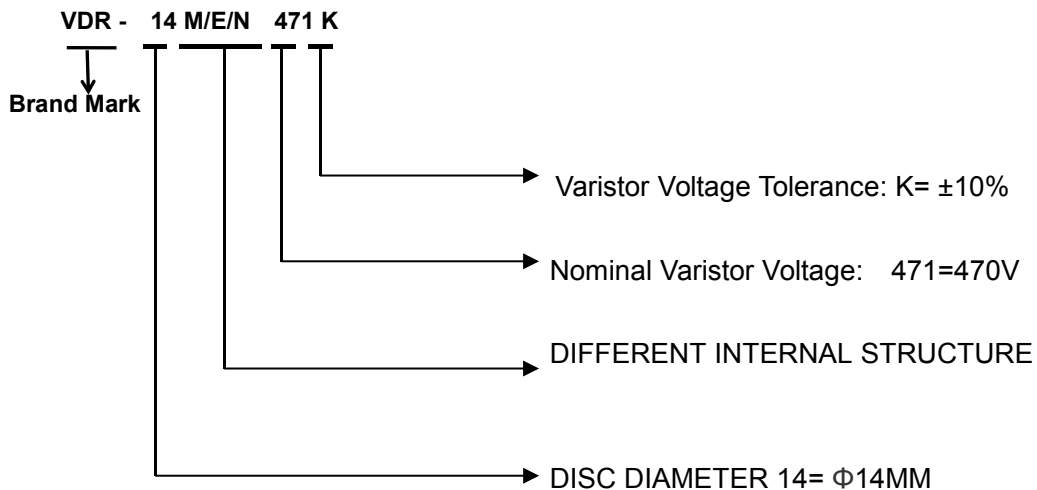 VDR - 14 M/E/N 471 K
Brand Mark
Varistor Voltage Tolerance: K= ±10%
Nominal Varistor Voltage: 471=470V
DIFFERENT INTERNAL STRUCTURE
DISC DIAMETER 14= Φ14MM